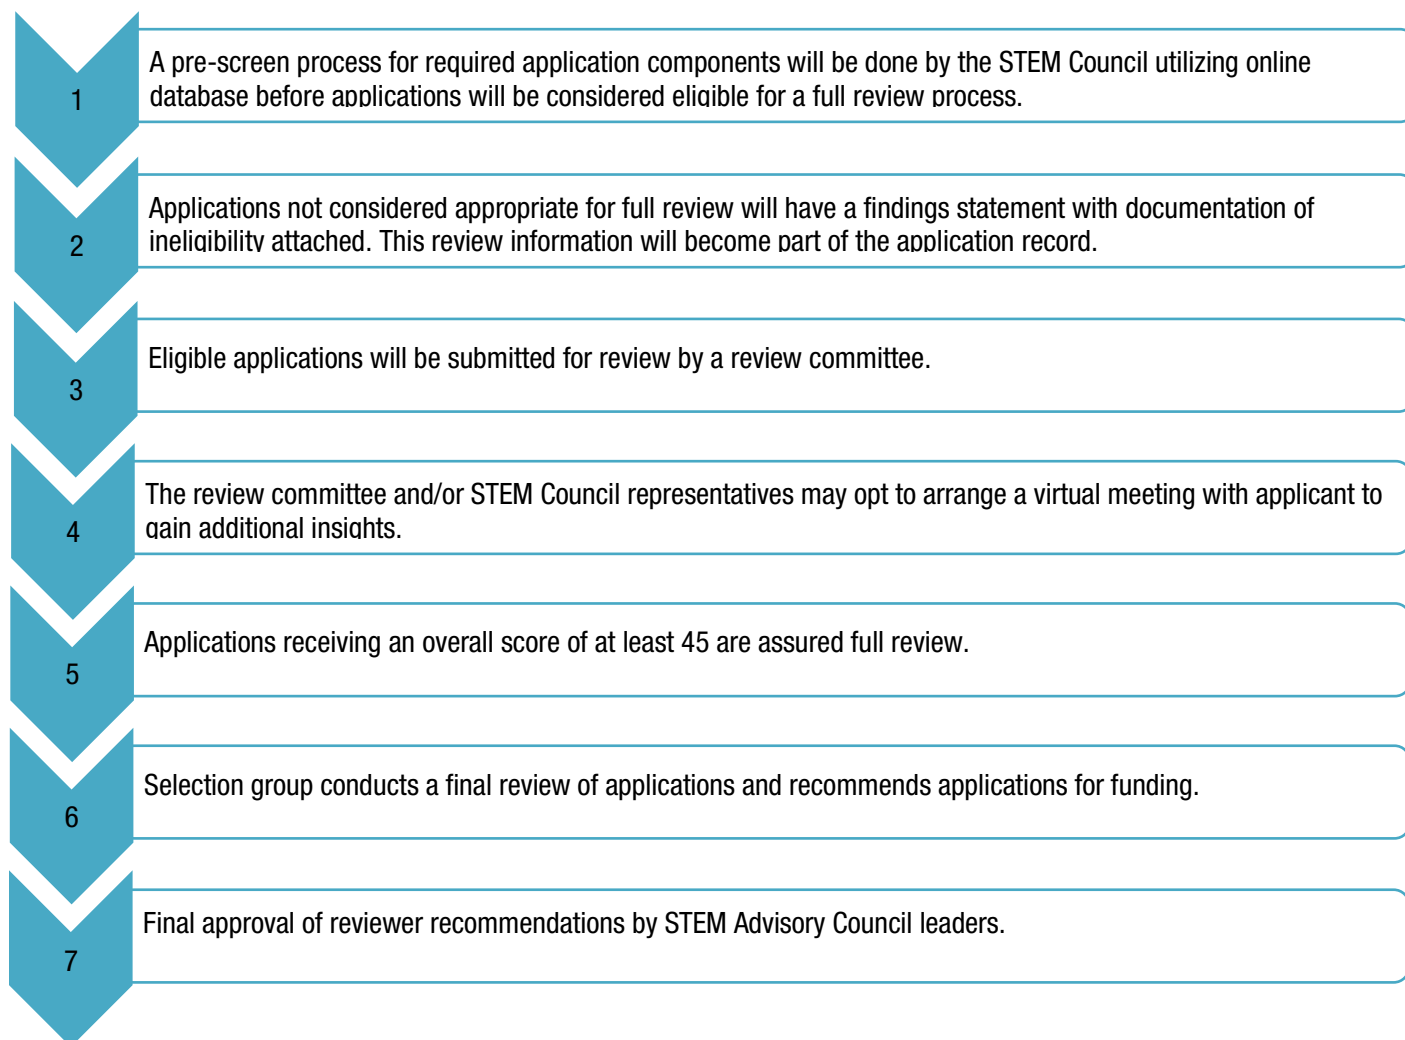 1
A pre-screen process for required application components will be done by the STEM Council utilizing online
database before applications will be considered eligible for a full review process.
2
Applications not considered appropriate for full review will have a findings statement with documentation of
ineligibility attached. This review information will become part of the application record.
3
Eligible applications will be submitted for review by a review committee.
4
The review committee and/or STEM Council representatives may opt to arrange a virtual meeting with applicant to
gain additional insights.
5
Applications receiving an overall score of at least 45 are assured full review.
6
Selection group conducts a final review of applications and recommends applications for funding.
7
Final approval of reviewer recommendations by STEM Advisory Council leaders.